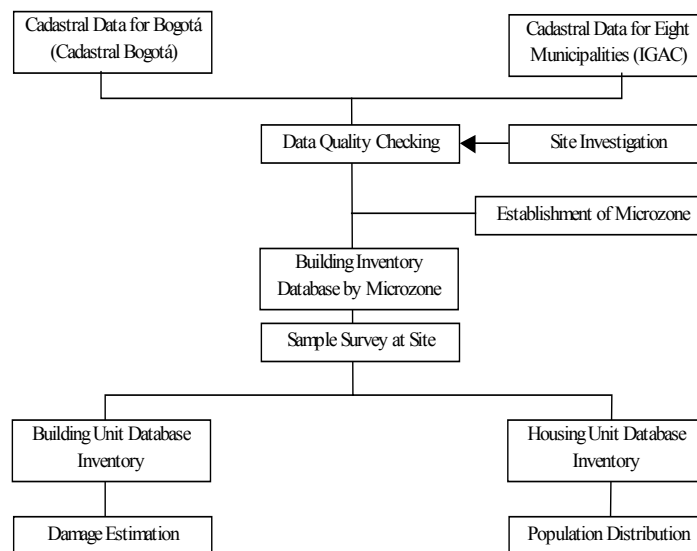 Cadastral Data for Bogotá
(Cadastral Bogotá)
Cadastral Data for Eight
Municipalities (IGAC)
Data Quality Checking
Site Investigation
Establishment of Microzone
Building Inventory
Database by Microzone
Sample Survey at Site
Building Unit Database
Inventory
Housing Unit Database
Inventory
Damage Estimation
Population Distribution